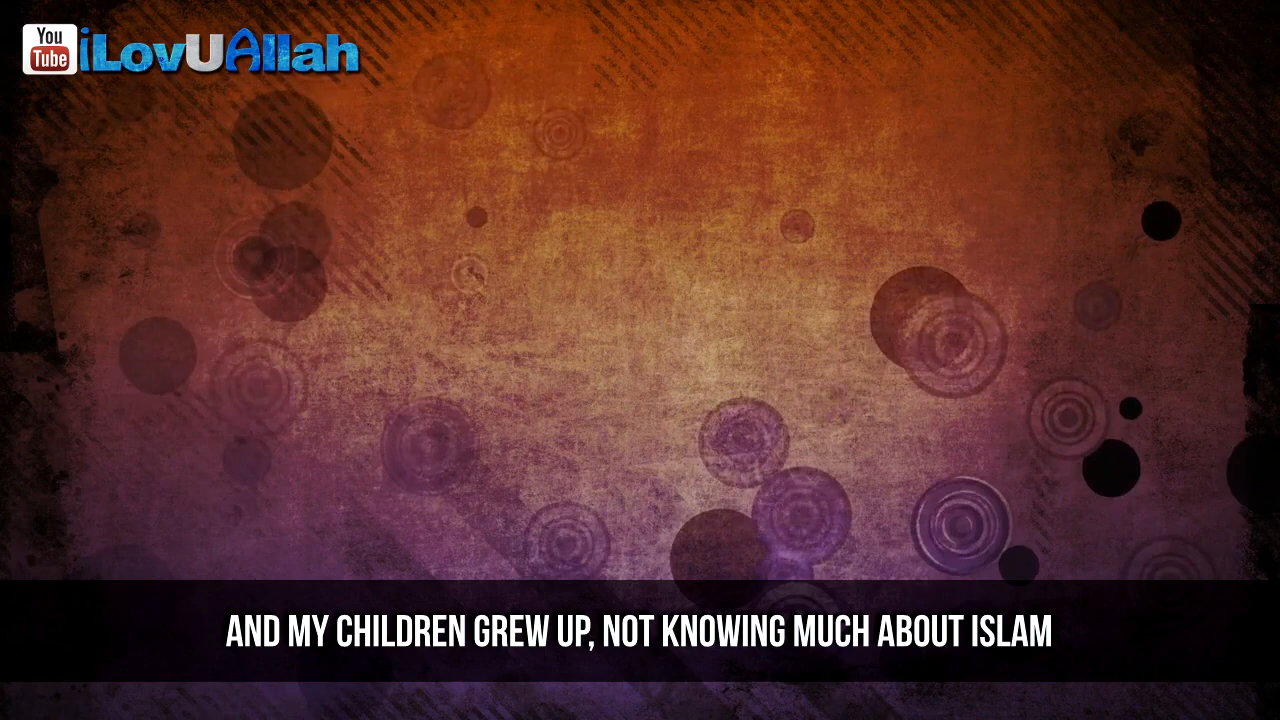 You
Tube
iLovUAllah
AND MY CHILDREN GREW UP, NOT KNOWING MUCH ABOUT ISLAM